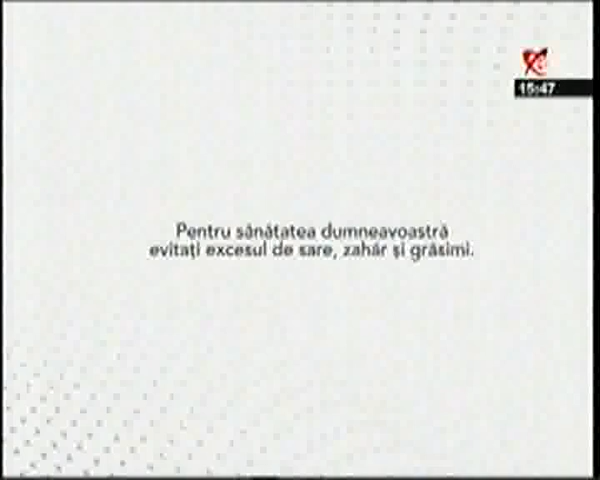 15:47
Pentru sănătatea dumneavoastră
evitați excesul de sare, zahăr și grăsimi.